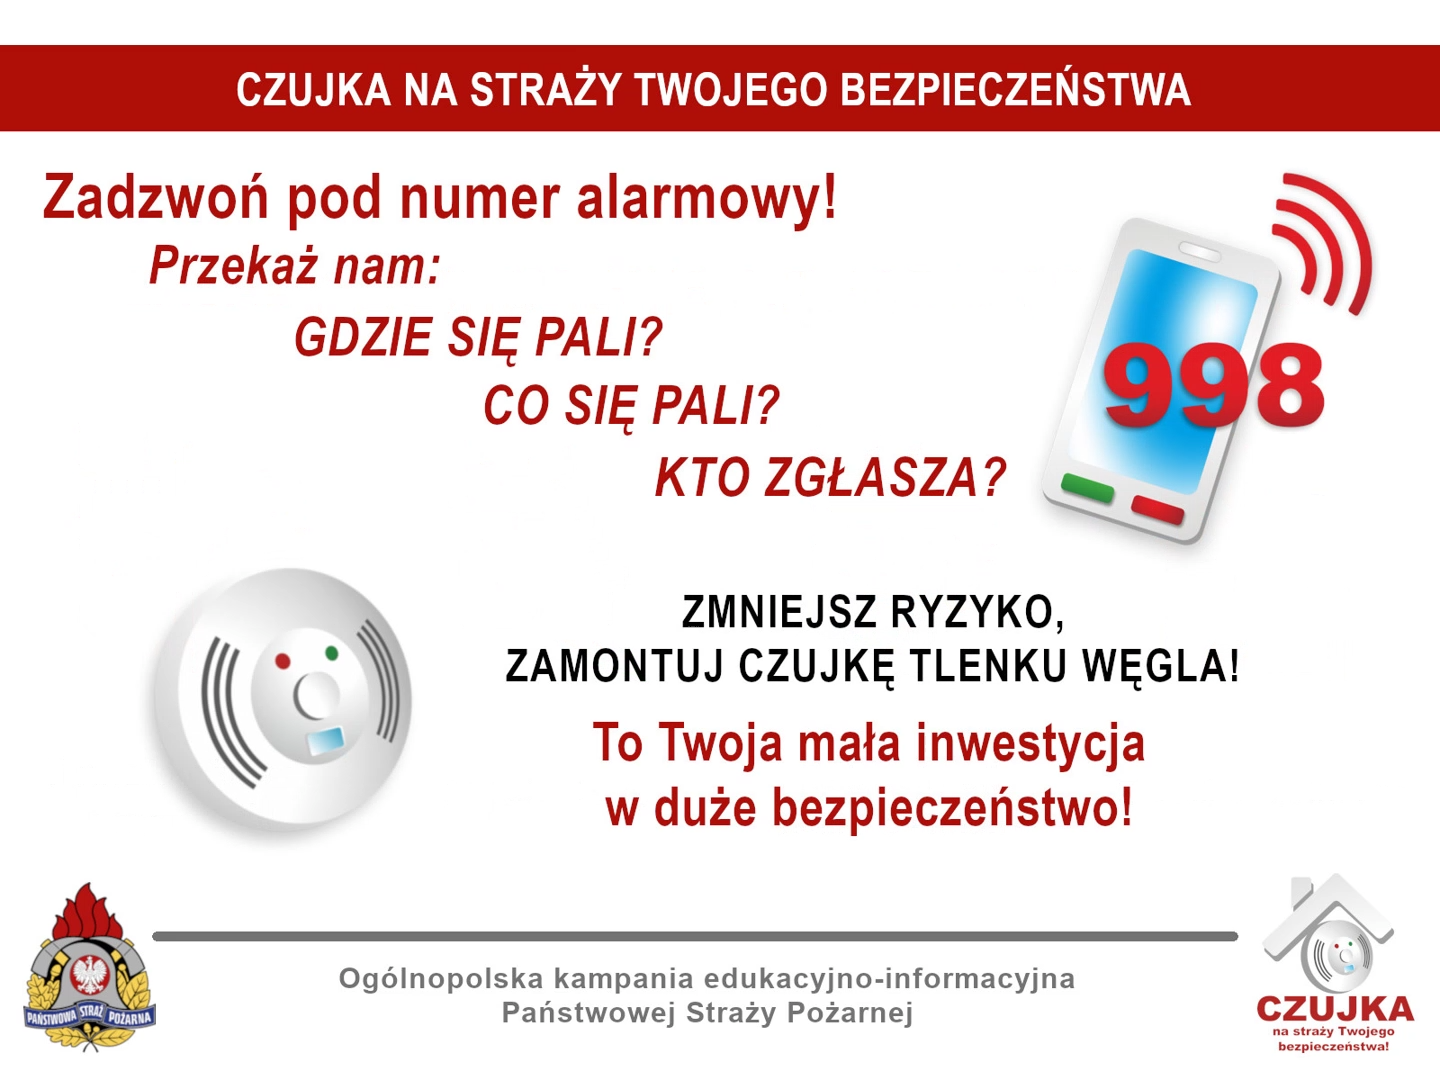 CZUJKA NA STRAŻY TWOJEGO BEZPIECZEŃSTWA
Zadzwoń pod numer alarmowy!
Przekaż nam:
GDZIE SIĘ PALI?
CO SIĘ PALI?
KTO ZGŁASZA?
998
ZMNIEJSZ RYZYKO,
ZAMONTUJ CZUJKĘ TLENKU WĘGLA!
To Twoja mała inwestycja
w duże bezpieczeństwo!
PAŃSTWOWA STRAŻ POŻARNA
Ogólnopolska kampania edukacyjno-informacyjna
Państwowej Straży Pożarnej
CZUJKA
na straży Twojego
bezpieczeństwa!